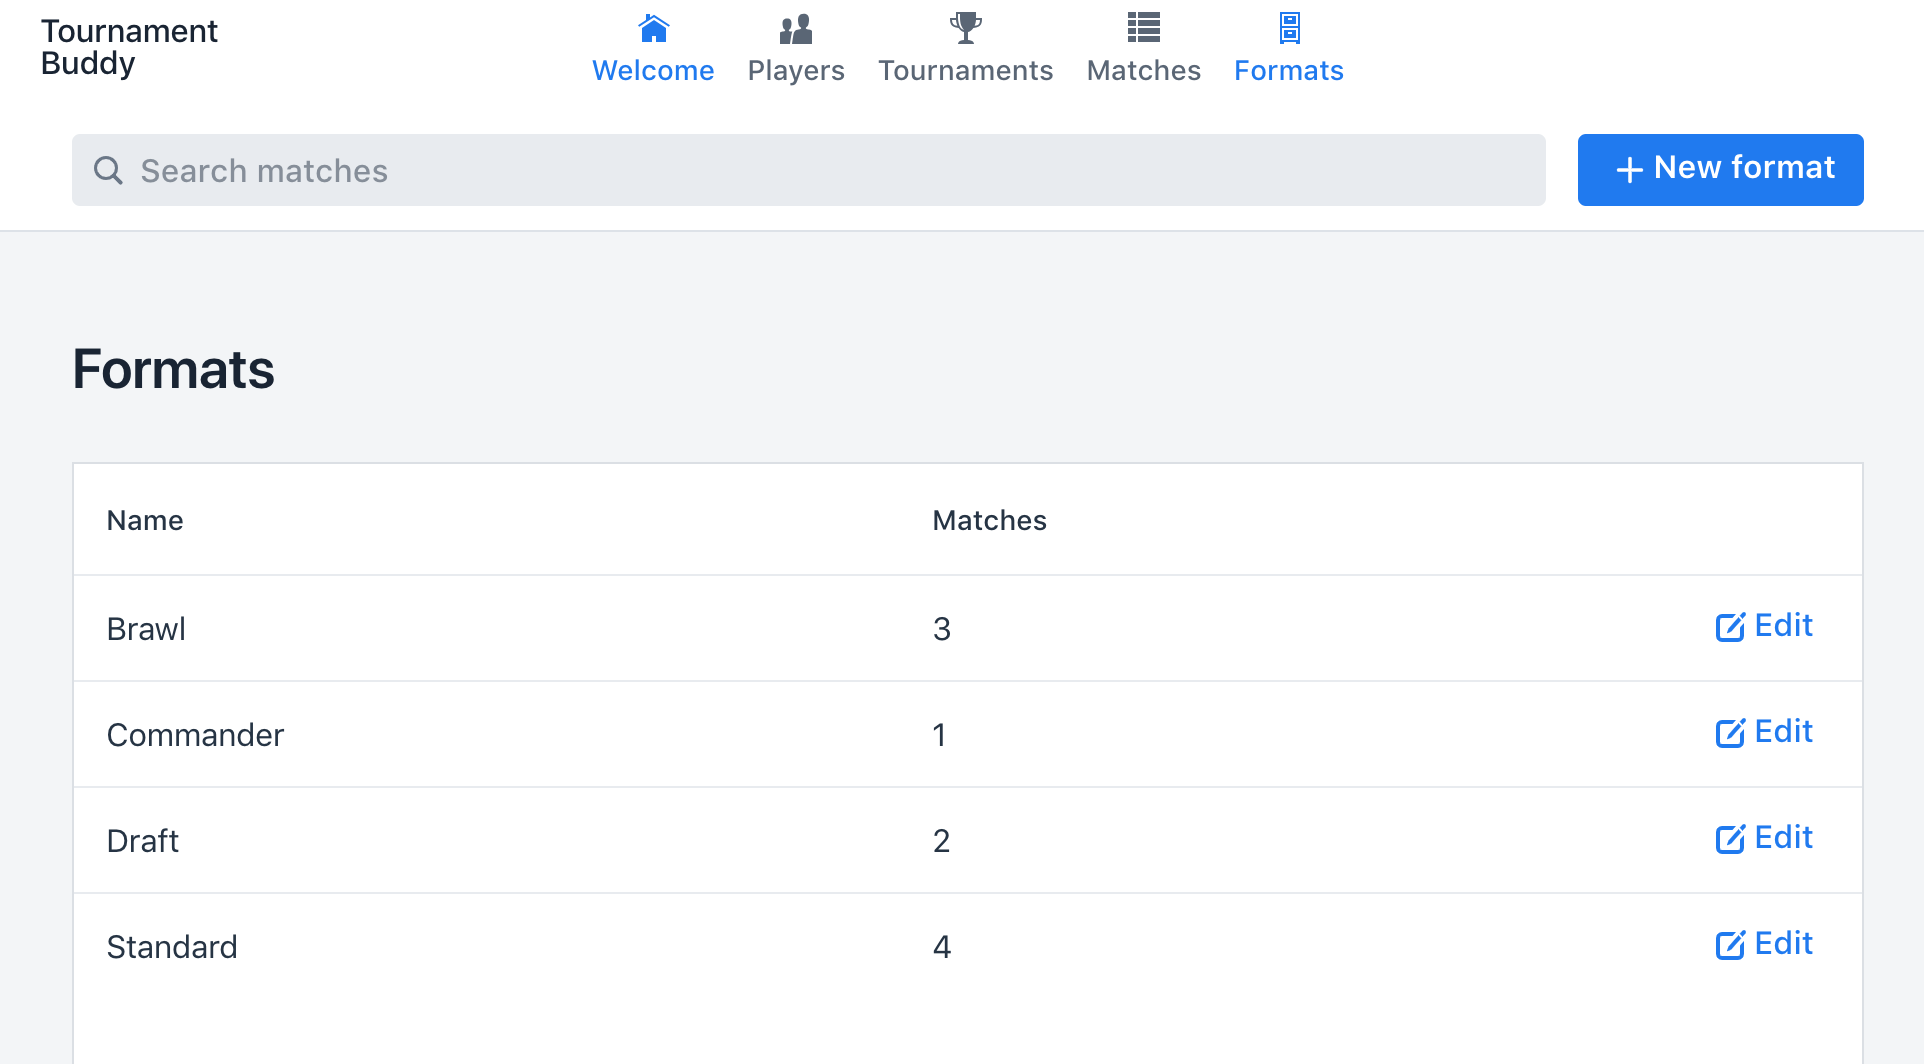 Tournament
Buddy
Welcome
Players
Tournaments
Matches
Formats
Search matches
New format
Formats
Name Matches
Brawl 3 Edit
Commander 1 Edit
Draft 2 Edit
Standard 4 Edit